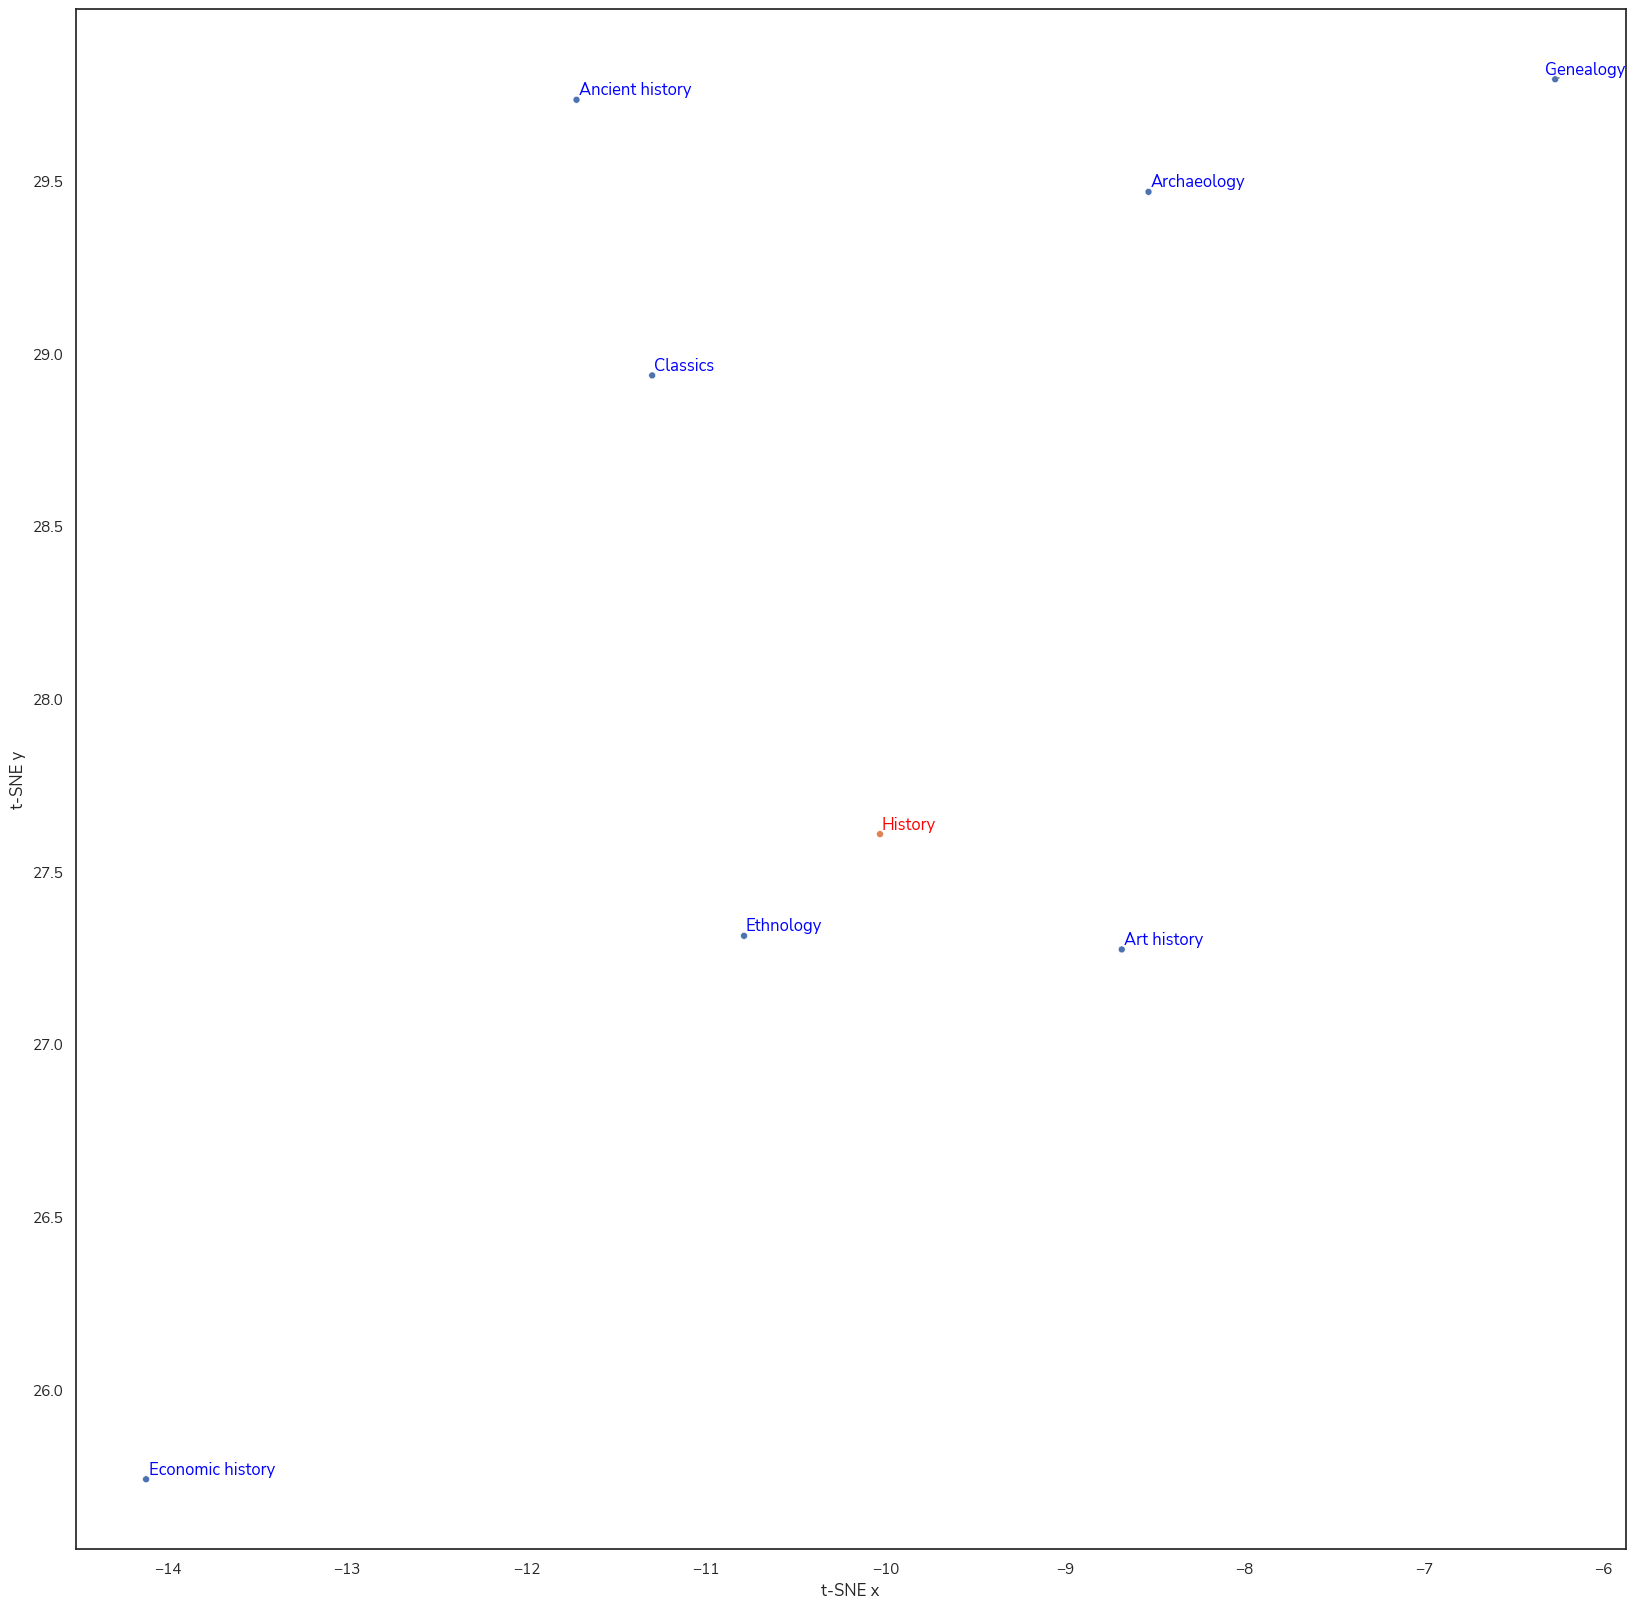 Genealogy
Ancient history
Archaeology
29.5
Classics
29.0
28.5
28.0
t-SNE y
History
27.5
Ethnology
Art history
27.0
26.5
26.0
Economic history
−14 −13 −12 −11 −10 −9 −8 −7 −6
t-SNE x